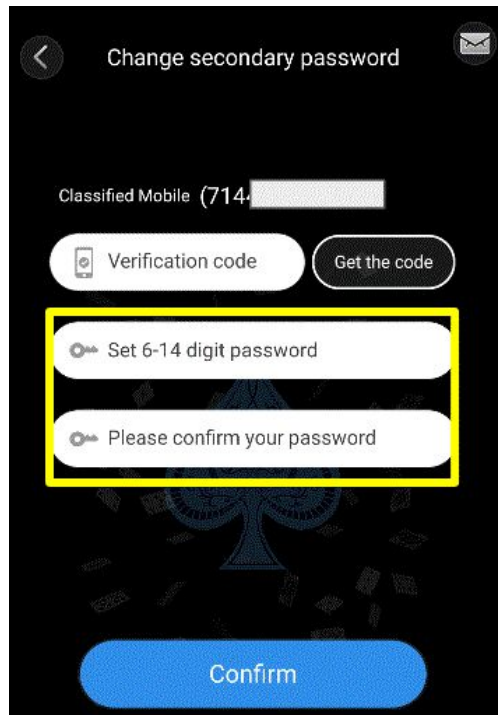 Change secondary password
Classified Mobile (714-
Verification code
Get the code
Set 6-14 digit password
Please confirm your password
Confirm